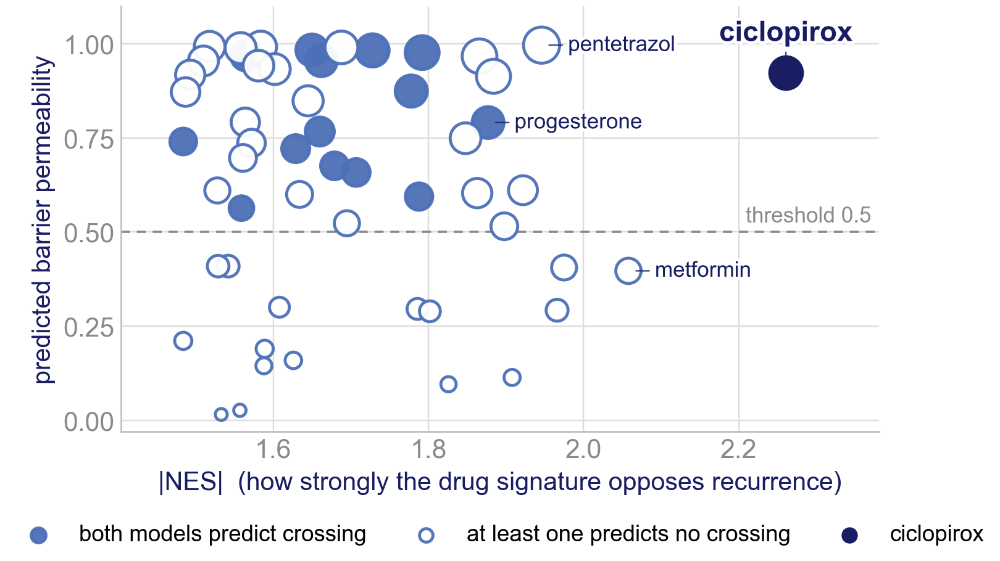 ciclopirox
pentetrazol
progesterone
threshold 0.5
metformin
predicted barrier permeability
1.00
0.75
0.50
0.25
0.00
1.6 1.8 2.0 2.2
|NES| (how strongly the drug signature opposes recurrence)
both models predict crossing at least one predicts no crossing ciclopirox